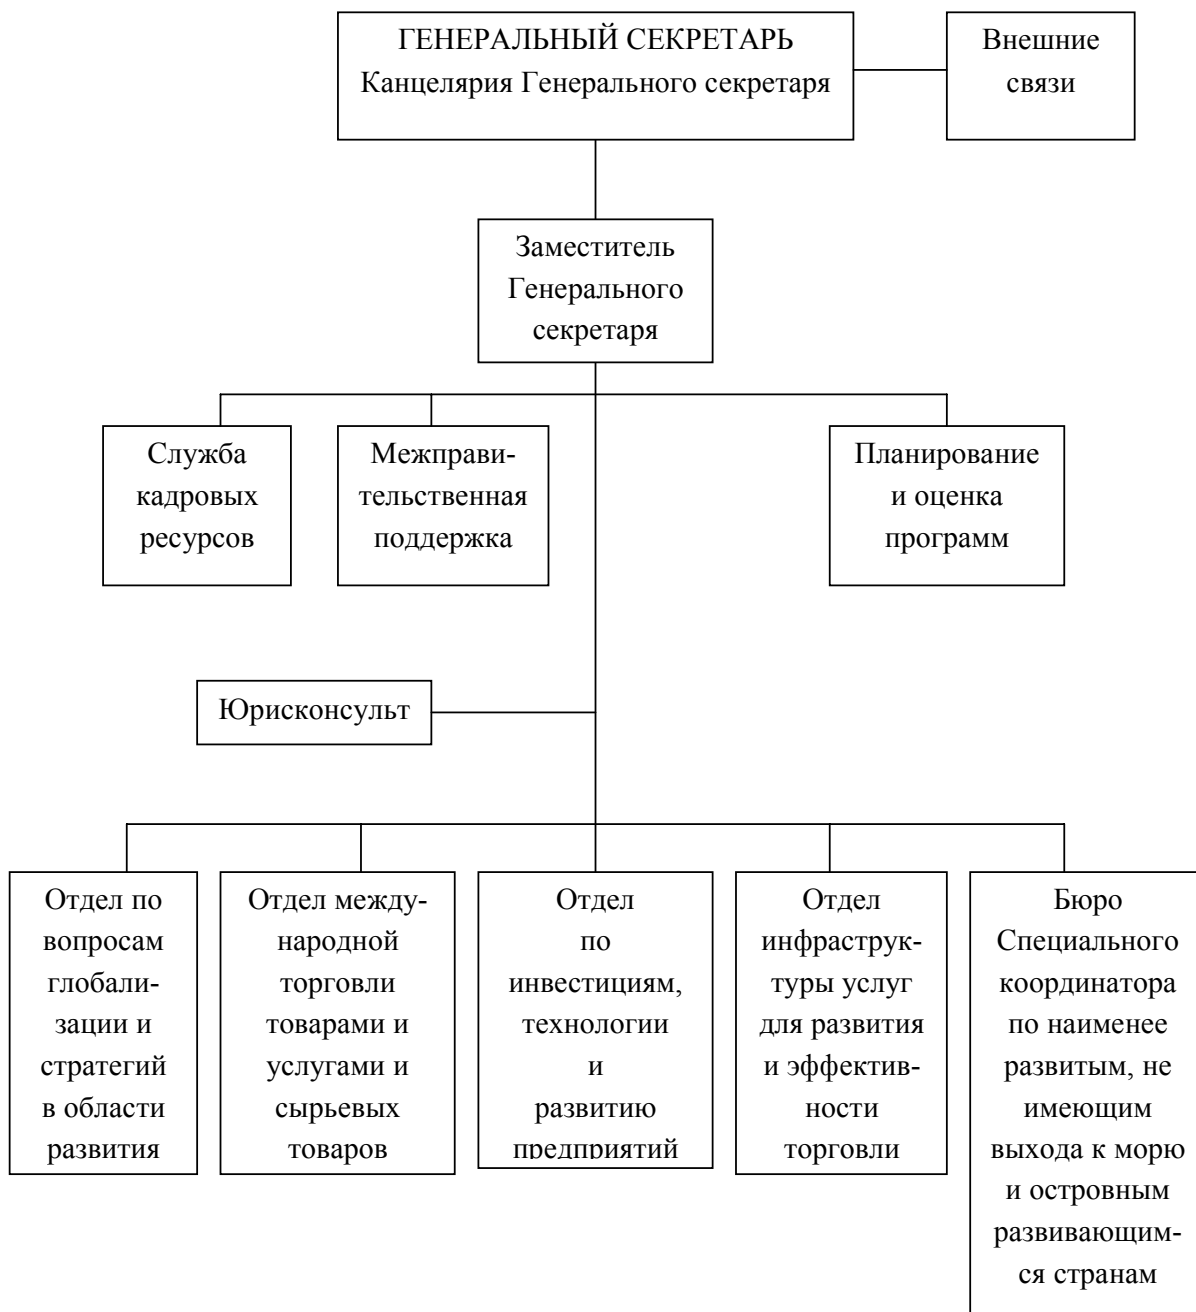 ГЕНЕРАЛЬНЫЙ СЕКРЕТАРЬ
Канцелярия Генерального секретаря
Внешние
связи
Заместитель
Генерального
секретаря
Служба
кадровых
ресурсов
Межправи-
тельственная
поддержка
Планирование
и оценка
программ
Юрисконсульт
Отдел по
вопросам
глобали-
зации и
стратегий
в области
развития
Отдел между-
народной
торговли
товарами и
услугами и
сырьевых
товаров
Отдел
по
инвестициям,
технологии
и
развитию
предприятий
Отдел
инфраструк-
туры услуг
для развития
и эффектив-
ности
торговли
Бюро
Специального
координатора
по наименее
развитым, не
имеющим
выхода к морю
и островным
развивающим-
ся странам